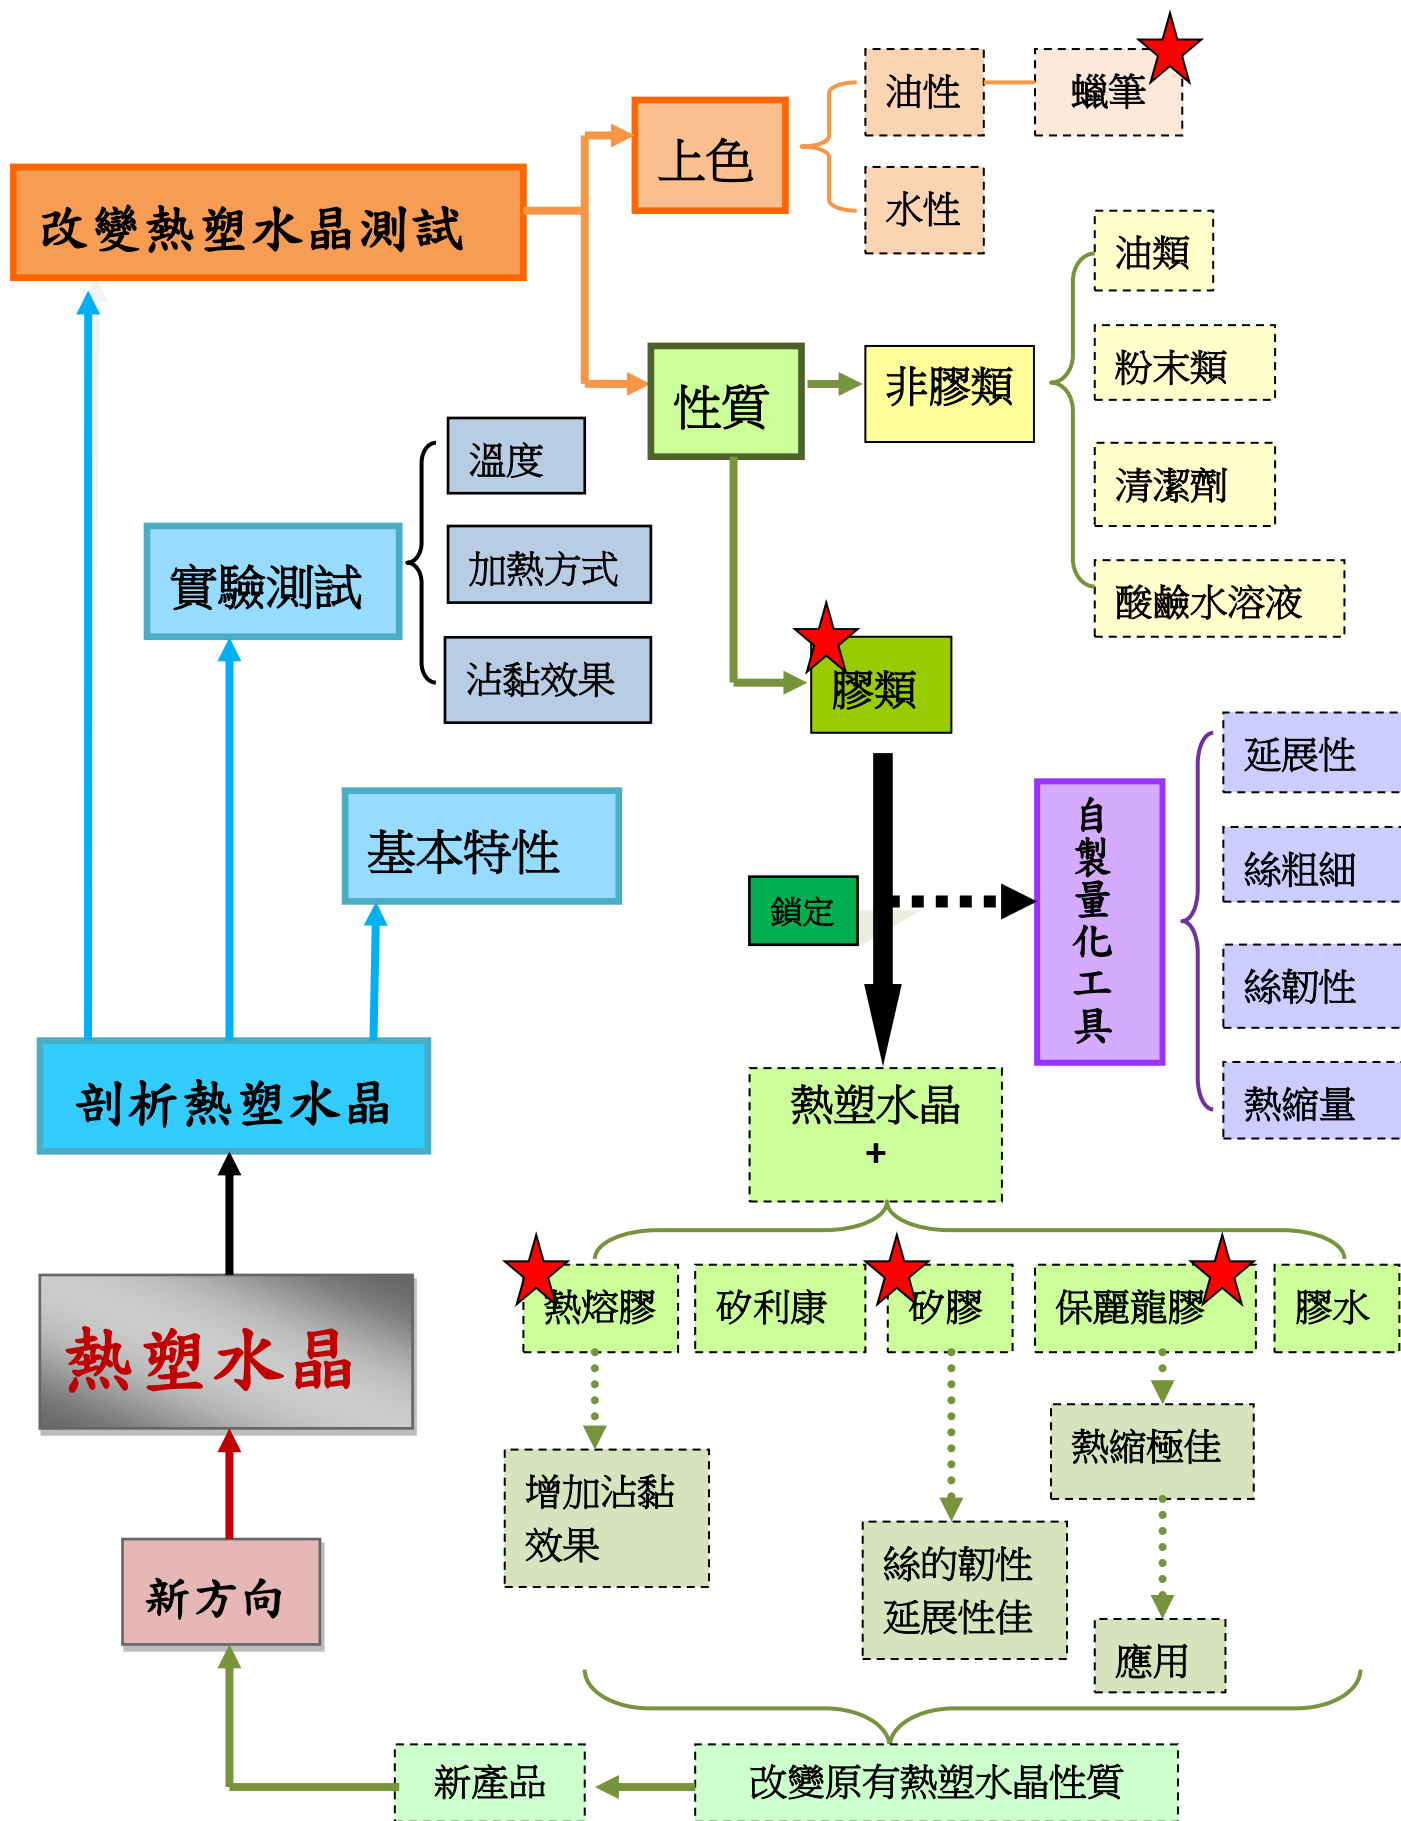 油性
蠟筆
上色
水性
改變熱塑水晶測試
油類
粉末類
非膠類
性質
清潔劑
溫度
加熱方式
實驗測試
酸鹼水溶液
沾黏效果
膠類
延展性
自製量化工具
基本特性
絲粗細
鎖定
絲韌性
熱縮量
剖析熱塑水晶
熱塑水晶
+
熱熔膠
矽利康
矽膠
保麗龍膠
膠水
熱塑水晶
熱縮極佳
增加沾黏
效果
絲的韌性
延展性佳
新方向
應用
新產品
改變原有熱塑水晶性質